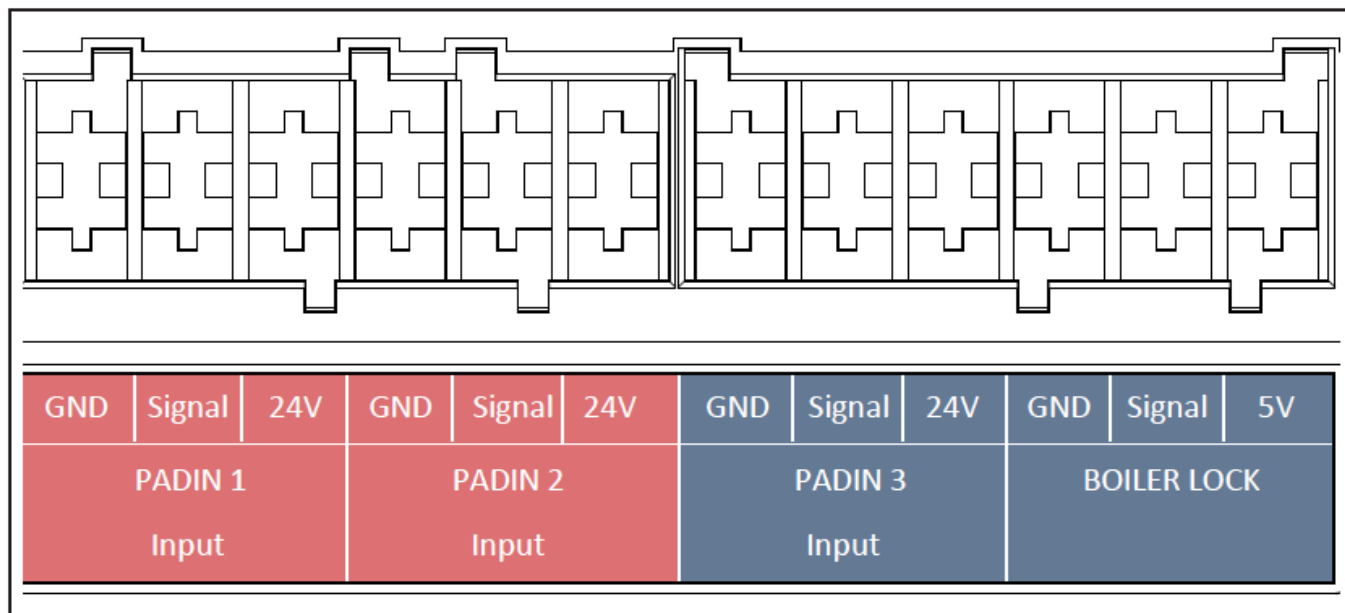 GND Signal 24V GND Signal 24V GND Signal 24V GND Signal 5V
PADIN 1 PADIN 2 PADIN 3 BOILER LOCK
Input Input Input